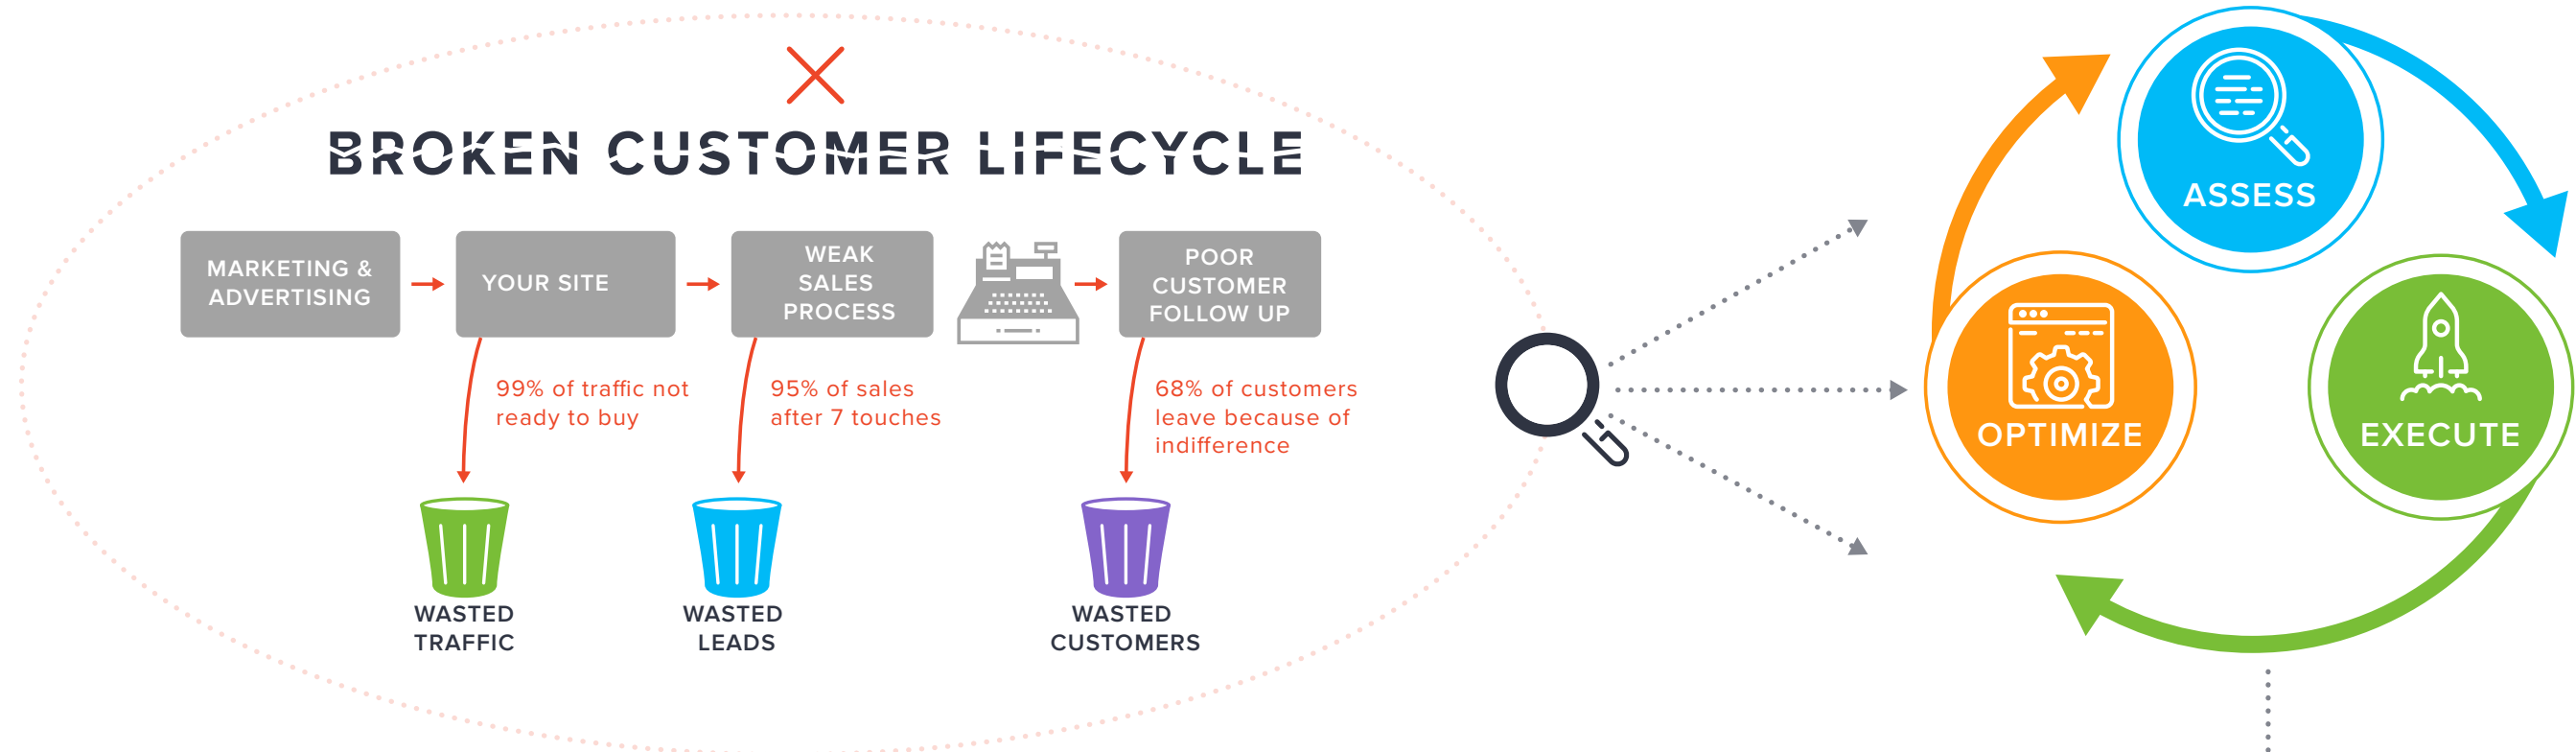 BROKEN CUSTOMER LIFECYCLE
MARKETING &
ADVERTISING
YOUR SITE
WEAK
SALES
PROCESS
POOR
CUSTOMER
FOLLOW UP
99% of traffic not
ready to buy
95% of sales
after 7 touches
68% of customers
leave because of
indifference
WASTED
TRAFFIC
WASTED
LEADS
WASTED
CUSTOMERS
ASSESS
OPTIMIZE
EXECUTE